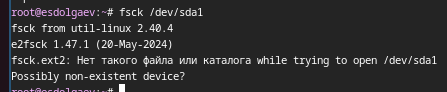 root@esdolgaev:~# fsck /dev/sda1
fsck from util-linux 2.40.4
e2fsck 1.47.1 (20-May-2024)
fsck.ext2: Нет такого файла или каталога while trying to open /dev/sda1
Possibly non-existent device?
root@esdolgaev:~#